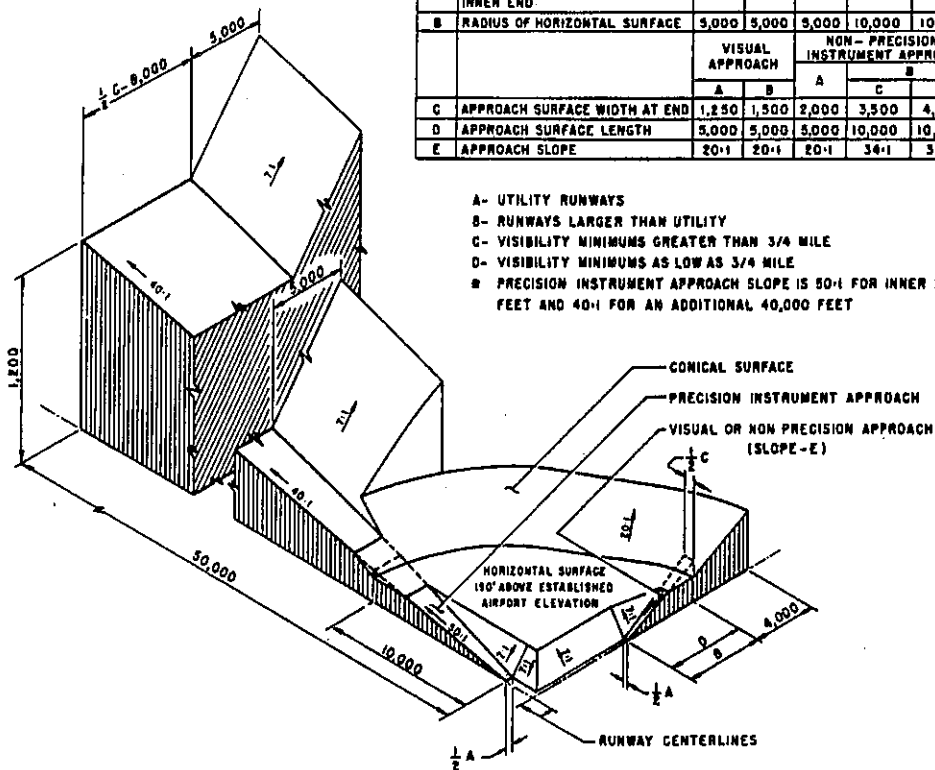 INNER END
B RADIUS OF HORIZONTAL SURFACE 5,000 5,000 5,000 10,000 10
VISUAL APPROACH
NON-PRECISION
INSTRUMENT APPR
A B A B
C
C APPROACH SURFACE WIDTH AT END 1,250 1,500 2,000 3,500 4,
D APPROACH SURFACE LENGTH 5,000 5,000 5,000 10,000 10,
E APPROACH SLOPE 20:1 20:1 20:1 34:1 3
A- UTILITY RUNWAYS
B- RUNWAYS LARGER THAN UTILITY
C- VISIBILITY MINIMUMS GREATER THAN 3/4 MILE
D- VISIBILITY MINIMUMS AS LOW AS 3/4 MILE
* PRECISION INSTRUMENT APPROACH SLOPE IS 50:1 FOR INNER
FEET AND 40:1 FOR AN ADDITIONAL 40,000 FEET
5,000
½ C-8,000
7:1
40:1
5,000
1,200
7:1
CONICAL SURFACE
PRECISION INSTRUMENT APPROACH
VISUAL OR NON PRECISION APPROACH
(SLOPE-E)
½ C
40:1
20:1
50,000
HORIZONTAL SURFACE
150' ABOVE ESTABLISHED
AIRPORT ELEVATION
50:1
7:1
7:1
7:1
7:1
10,000
D
B
4,000
½ A
½ A
RUNWAY CENTERLINES